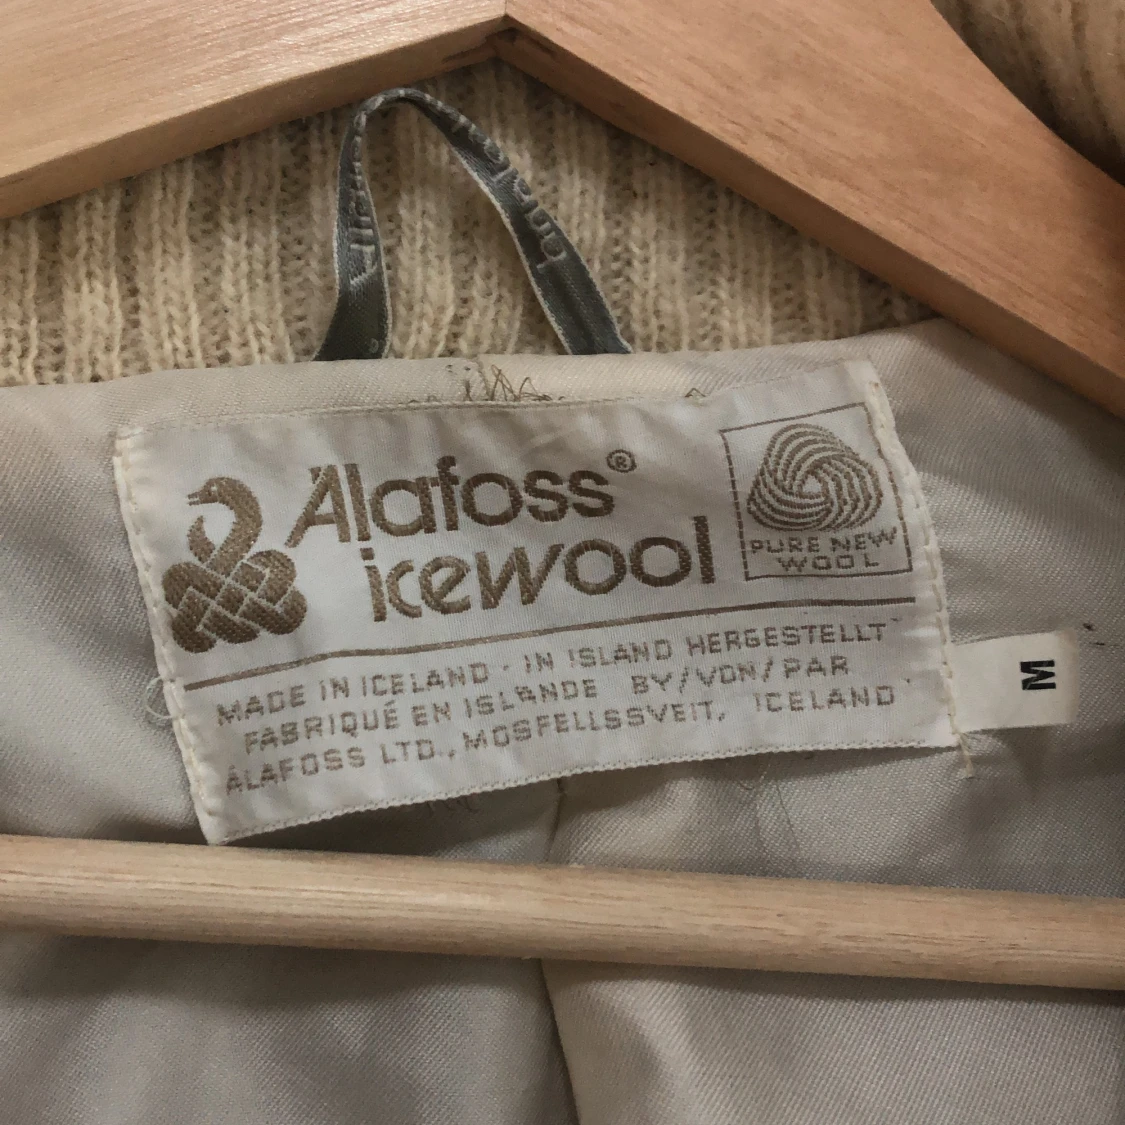 Álafoss®
icewool
PURE NEW
WOOL
MADE IN ICELAND · IN ISLAND HERGESTELLT
FABRIQUÉ EN ISLANDE BY/VON/PAR
ÁLAFOSS LTD., MOSFELLSSVEIT, ICELAND
M